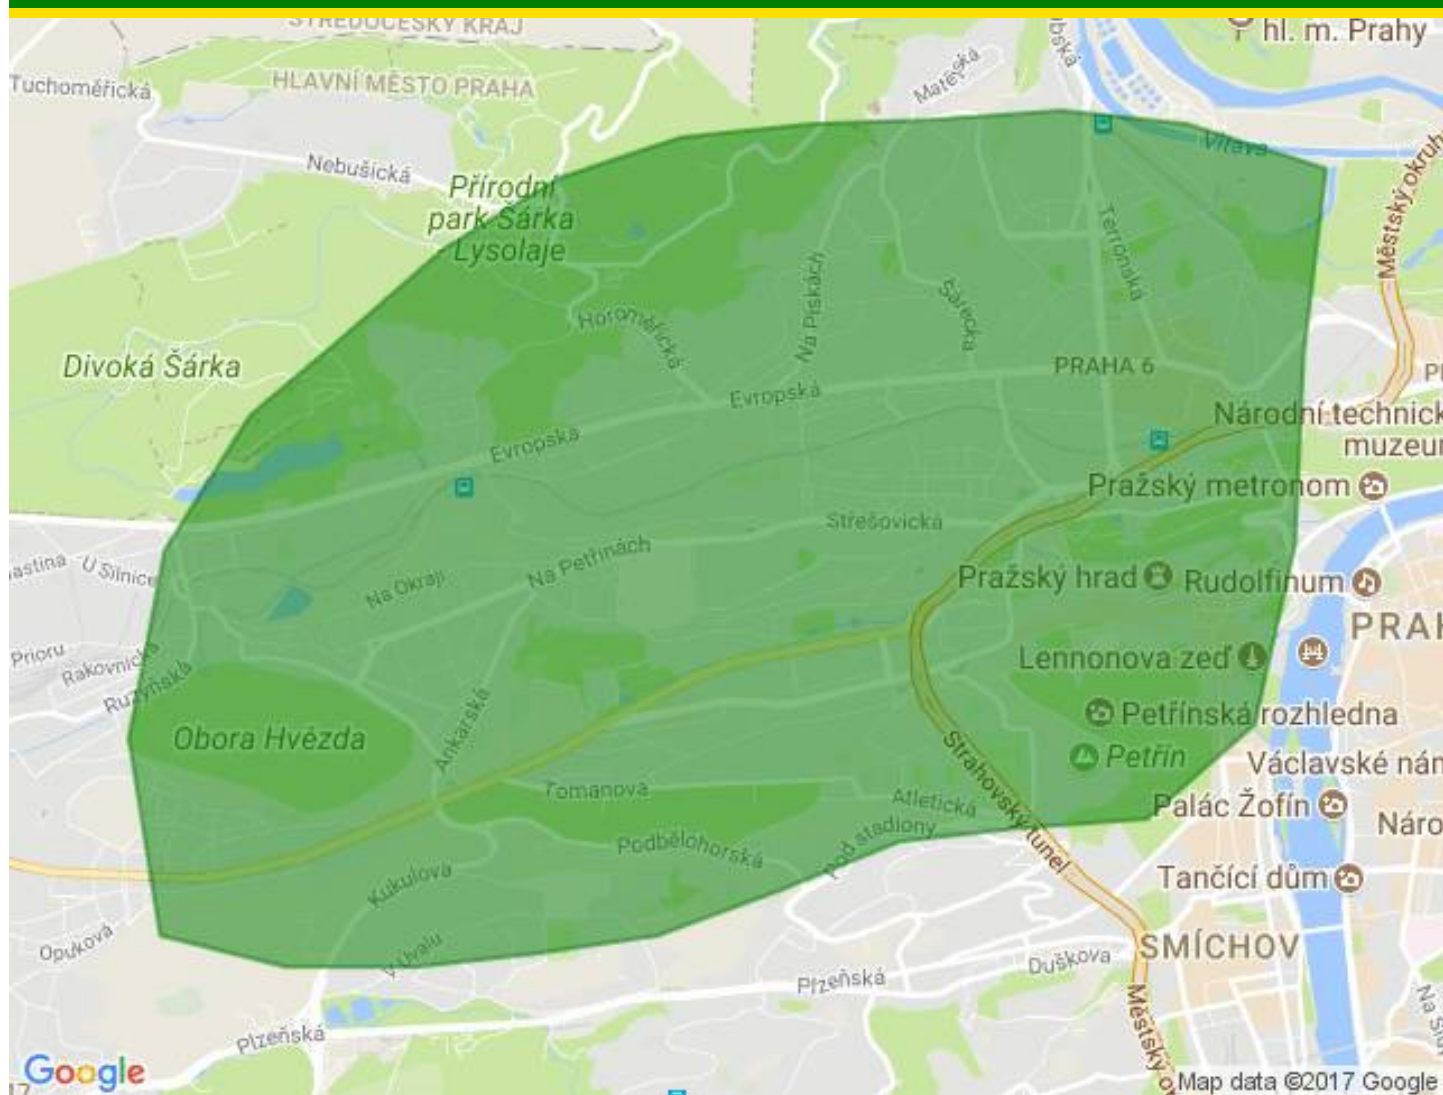 STŘEDOČESKÝ KRAJ
hl. m. Prahy
Tuchoměřická
HLAVNÍ MĚSTO PRAHA
Vltava
Nebušická
Přírodní
park Šárka
Lysolaje
Městský okruh
Terronská
Na Pískách
Šárecká
Horoměřická
Divoká Šárka
PRAHA 6
Evropská
Národní technick
muzeum
Evropská
Pražský metronom
Střešovická
U Silnice
Na Petřinách
Na Okraji
Pražský hrad
Rudolfinum
PRAH
Prioru
Rakovnická
Ruzyňská
Lennonova zeď
Ankarská
Petřínská rozhledna
Obora Hvězda
Petřín
Václavské nám
Strahovský tunel
Tomanova
Atletická
Palác Žofín
Náro
Pod stadiony
Podbělohorská
Kukulova
Tančící dům
Opuková
V Úvalu
SMÍCHOV
Duškova
Plzeňská
Plzeňská
Městský o
Google
Map data ©2017 Google